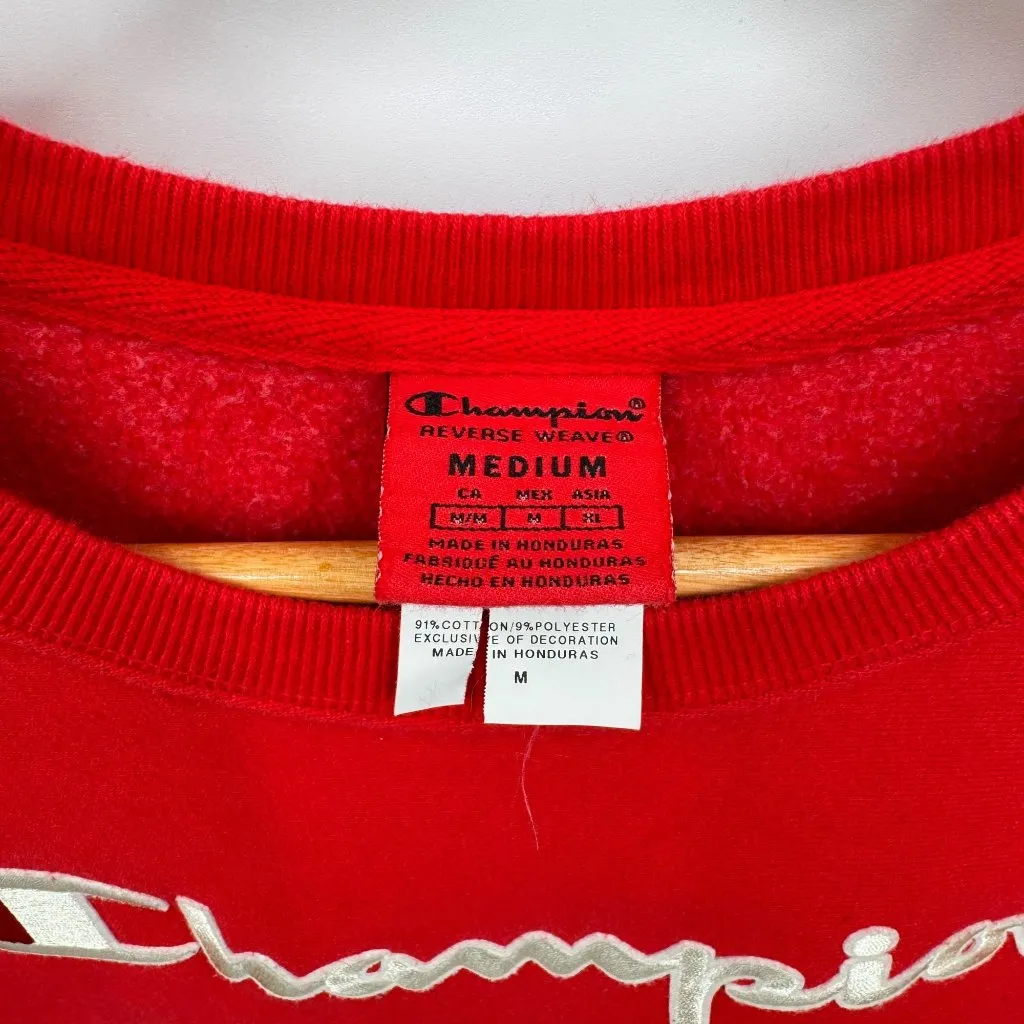 Champion®
REVERSE WEAVE®
MEDIUM
CA MEX ASIA
M/M M XL
MADE IN HONDURAS
FABRIQUÉ AU HONDURAS
HECHO EN HONDURAS
91% COTTON/9% POLYESTER
EXCLUSIVE OF DECORATION
MADE IN HONDURAS
M
Champion